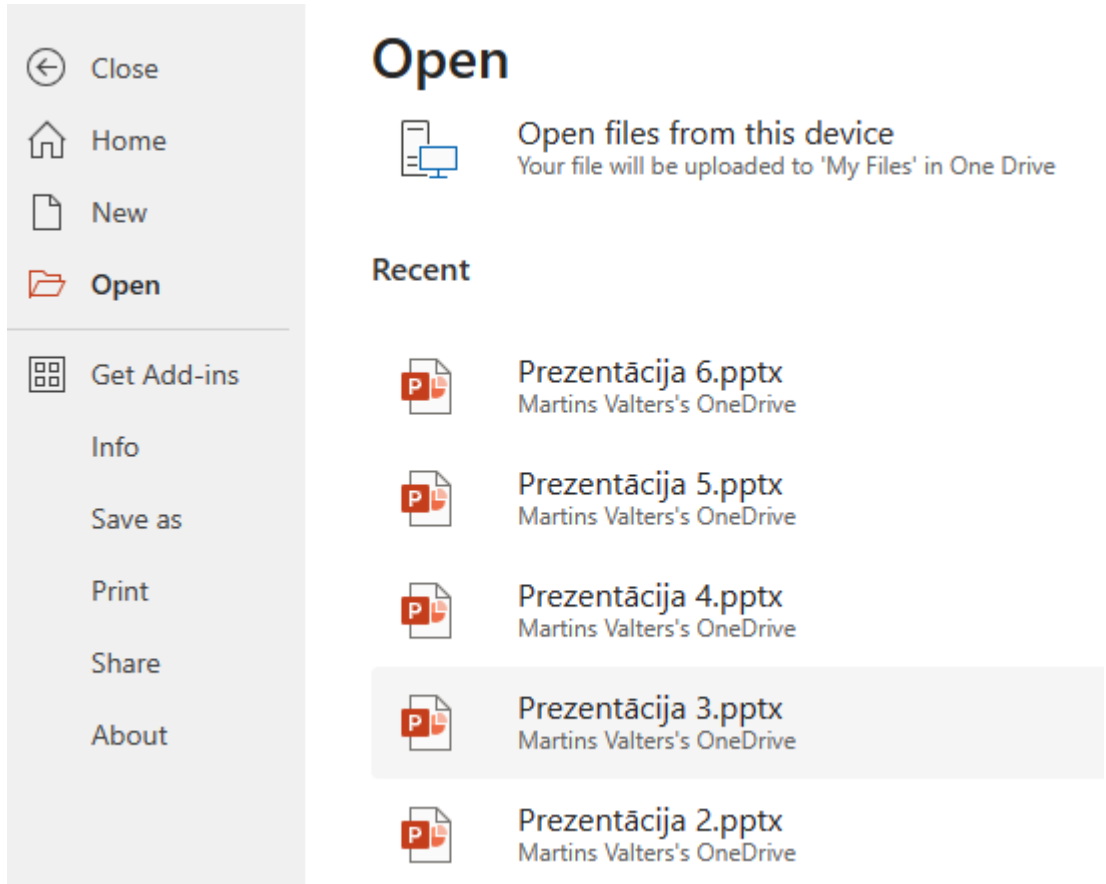 Close
Home
New
Open
Get Add-ins
Info
Save as
Print
Share
About
Open
Open files from this device
Your file will be uploaded to 'My Files' in One Drive
Recent
P
Prezentācija 6.pptx
Martins Valters's OneDrive
P
Prezentācija 5.pptx
Martins Valters's OneDrive
P
Prezentācija 4.pptx
Martins Valters's OneDrive
P
Prezentācija 3.pptx
Martins Valters's OneDrive
P
Prezentācija 2.pptx
Martins Valters's OneDrive